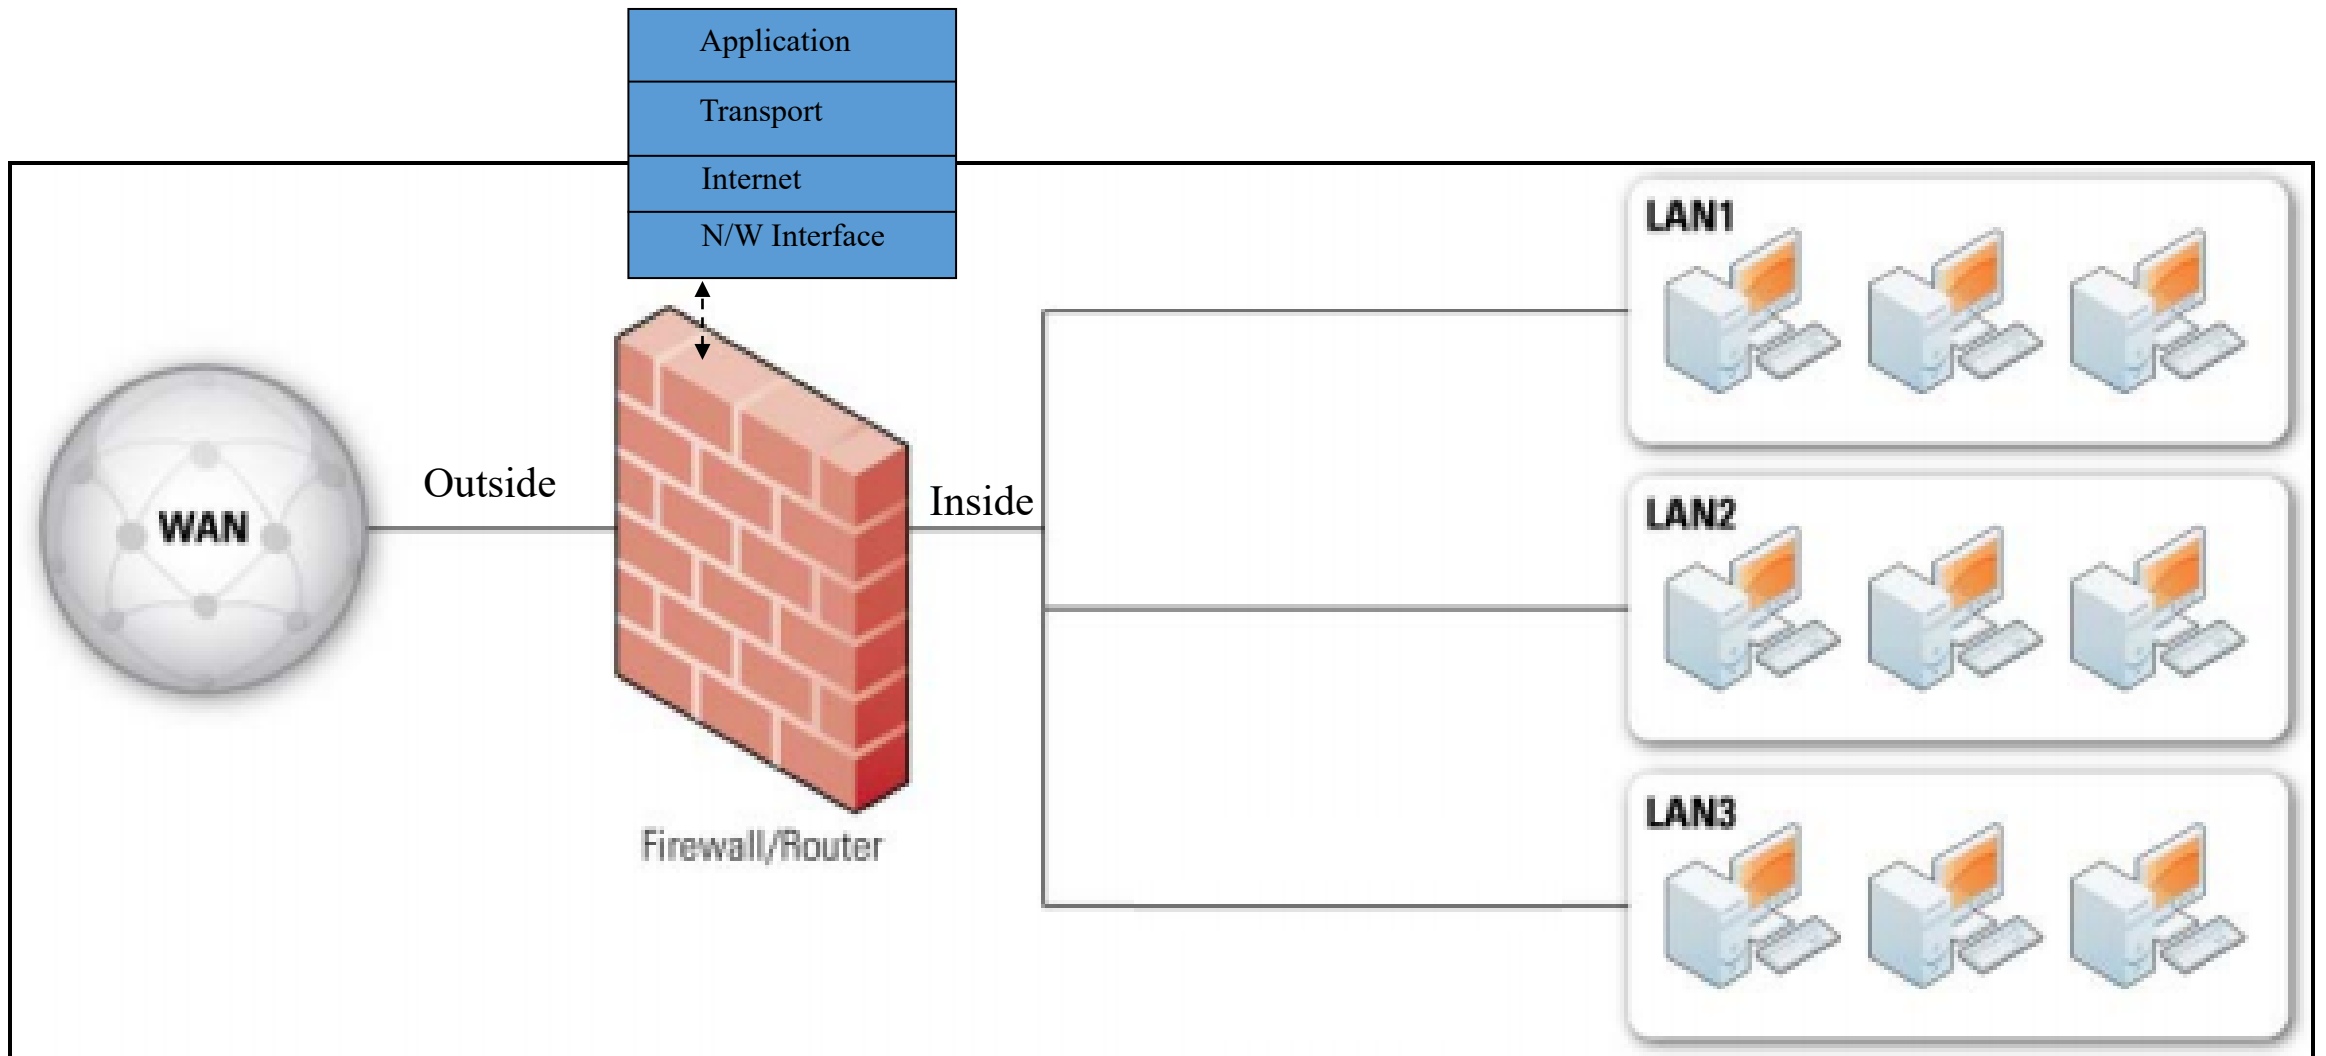 Application
Transport
Internet
N/W Interface
LAN1
WAN
Outside
Inside
LAN2
Firewall/Router
LAN3